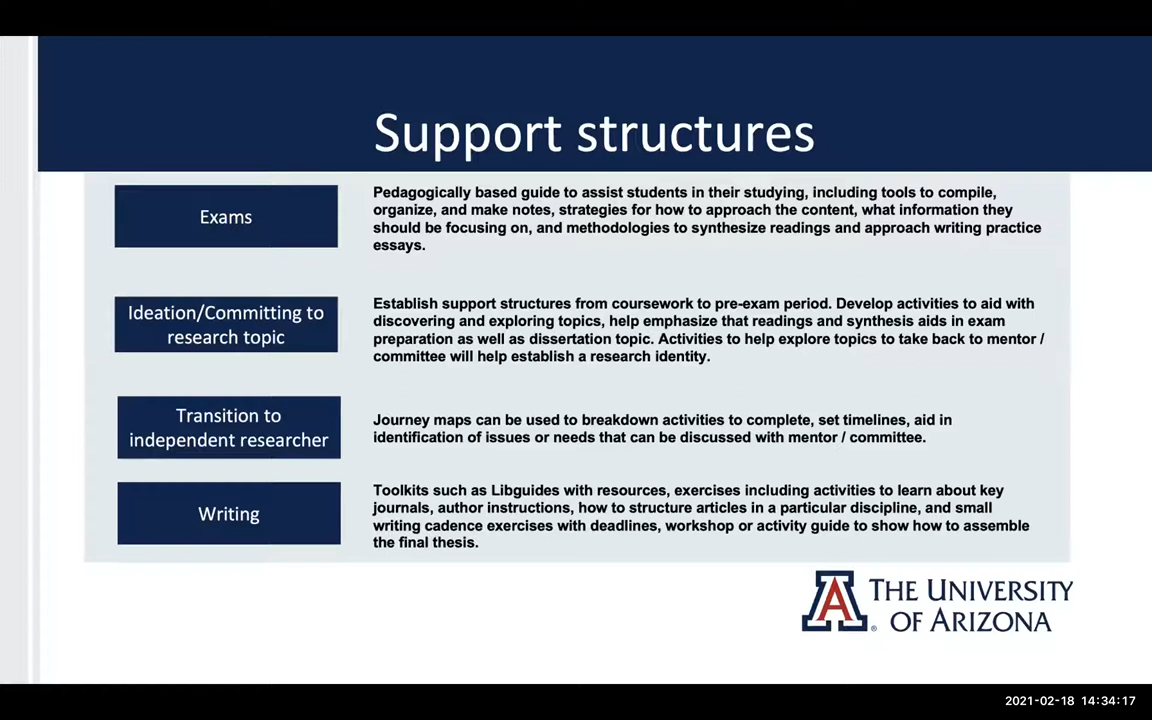 Support structures
Exams
Pedagogically based guide to assist students in their studying, including tools to compile,
organize, and make notes, strategies for how to approach the content, what information they
should be focusing on, and methodologies to synthesize readings and approach writing practice
essays.
Ideation/Committing to
research topic
Establish support structures from coursework to pre-exam period. Develop activities to aid with
discovering and exploring topics, help emphasize that readings and synthesis aids in exam
preparation as well as dissertation topic. Activities to help explore topics to take back to mentor /
committee will help establish a research identity.
Transition to
independent researcher
Journey maps can be used to breakdown activities to complete, set timelines, aid in
identification of issues or needs that can be discussed with mentor / committee.
Writing
Toolkits such as Libguides with resources, exercises including activities to learn about key
journals, author instructions, how to structure articles in a particular discipline, and small
writing cadence exercises with deadlines, workshop or activity guide to show how to assemble
the final thesis.
A ® THE UNIVERSITY
OF ARIZONA
2021-02-18 14:34:17